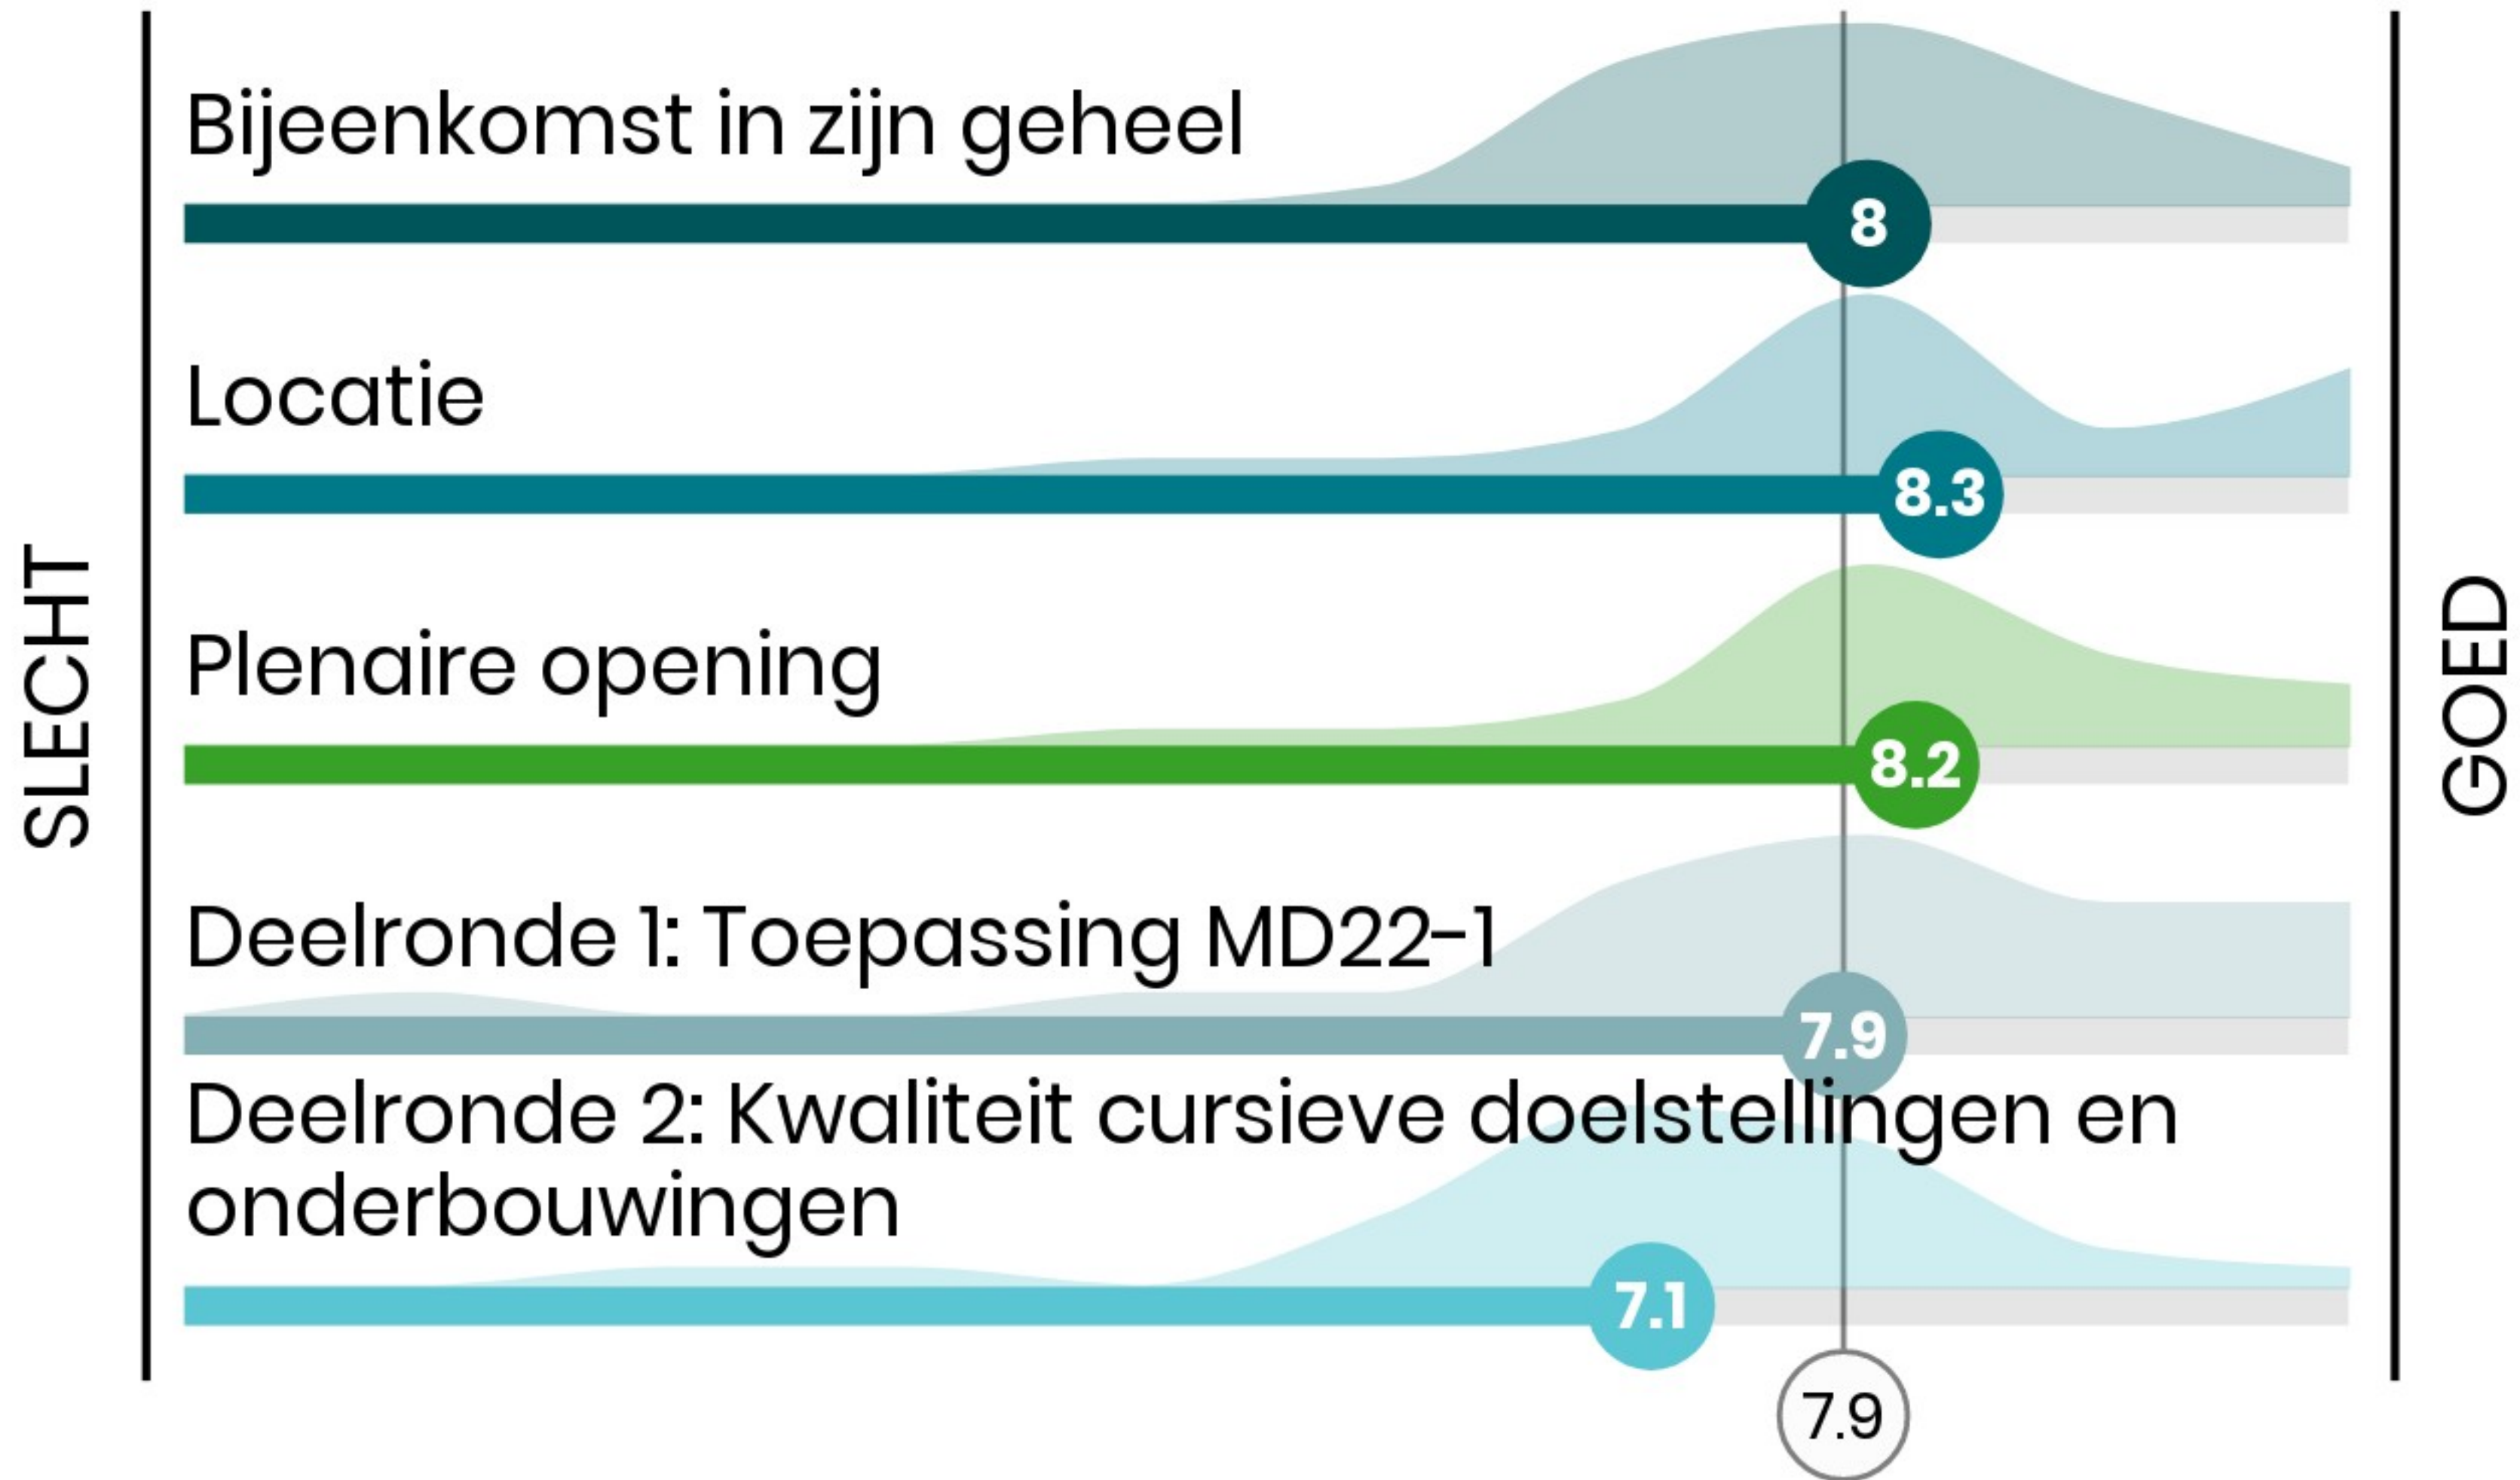 Bijeenkomst in zijn geheel
8
Locatie
8.3
SLECHT
GOED
Plenaire opening
8.2
Deelronde 1: Toepassing MD22-1
7.9
Deelronde 2: Kwaliteit cursieve doelstellingen en
onderbouwingen
7.1
7.9